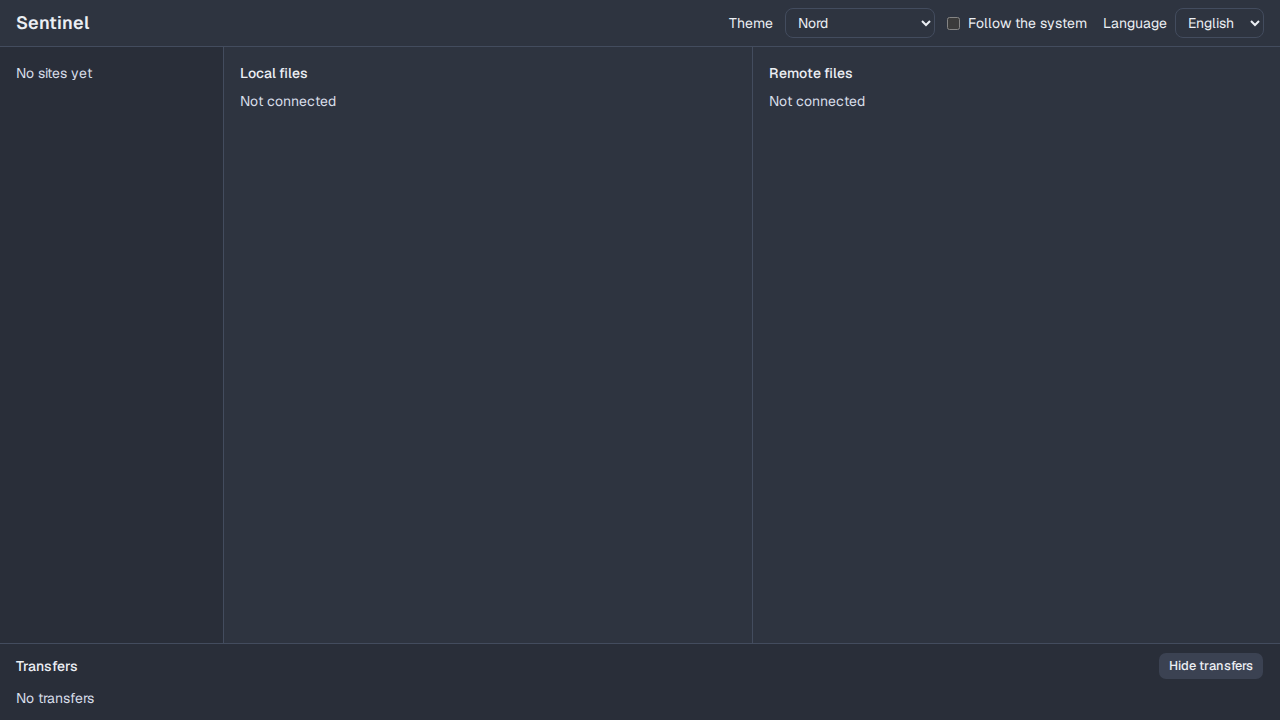 Sentinel
Theme Nord Follow the system Language English
No sites yet
Local files
Not connected
Remote files
Not connected
Transfers
Hide transfers
No transfers